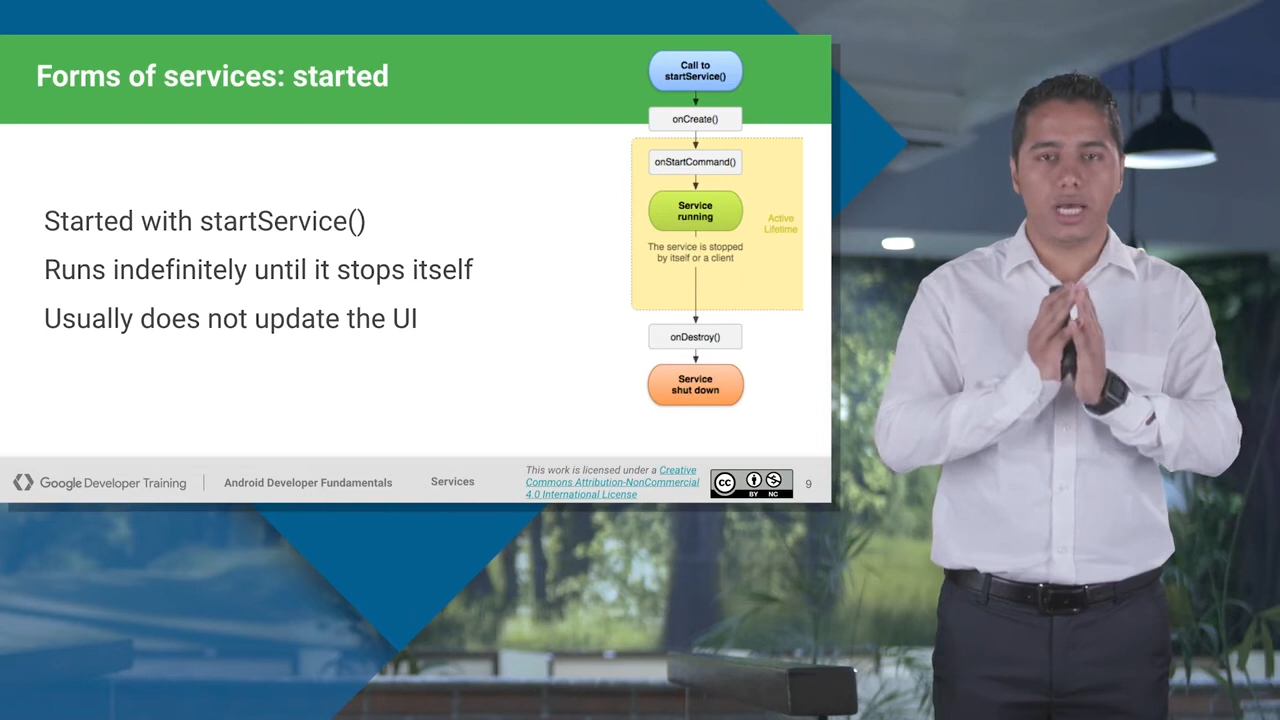 Forms of services: started
Call to
startService()
onCreate()
onStartCommand()
Service
running
Active
Lifetime
The service is stopped
by itself or a client
onDestroy()
Service
shut down
Started with startService()
Runs indefinitely until it stops itself
Usually does not update the UI
Google Developer Training
Android Developer Fundamentals
Services
This work is licensed under a Creative
Commons Attribution-NonCommercial
4.0 International License
cc
BY NC
9